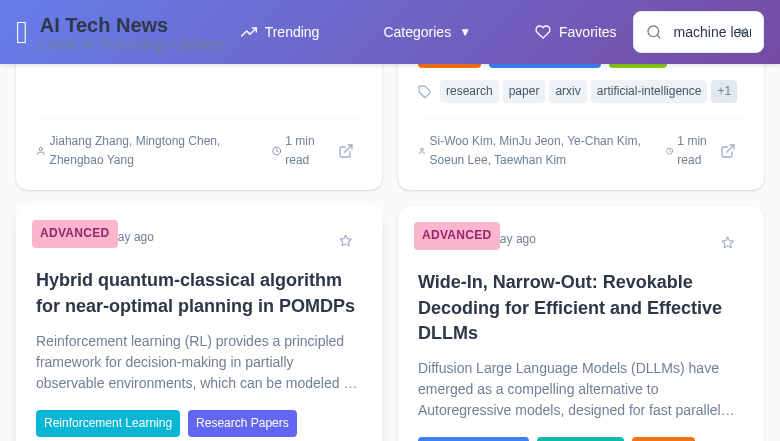 AI Tech News
Trending
Categories ▼
Favorites
research paper arxiv artificial-intelligence +1
Jiahang Zhang, Mingtong Chen,
Zhengbao Yang
1 min
read
Si-Woo Kim, MinJu Jeon, Ye-Chan Kim,
Soeun Lee, Taewhan Kim
1 min
read
ADVANCED
ay ago
Hybrid quantum-classical algorithm
for near-optimal planning in POMDPs
Reinforcement learning (RL) provides a principled
framework for decision-making in partially
observable environments, which can be modeled …
Reinforcement Learning Research Papers
ADVANCED
ay ago
Wide-In, Narrow-Out: Revokable
Decoding for Efficient and Effective
DLLMs
Diffusion Large Language Models (DLLMs) have
emerged as a compelling alternative to
Autoregressive models, designed for fast parallel…